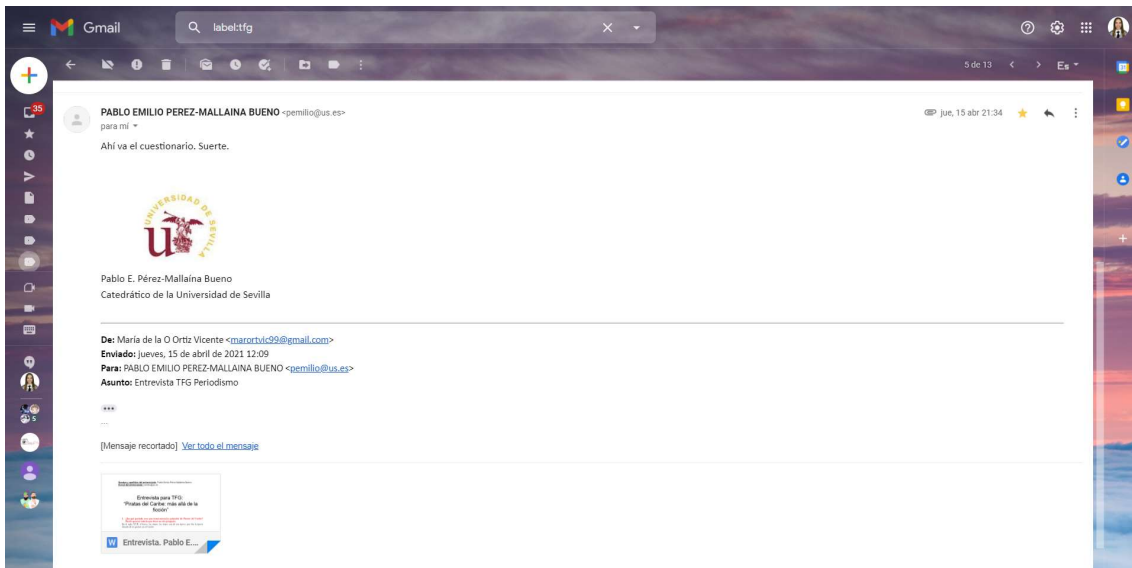 Gmail
label:tfg
5 de 13
Es
35
PABLO EMILIO PEREZ-MALLAINA BUENO <pemilio@us.es>
jue, 15 abr 21:34
para mí
Ahí va el cuestionario. Suerte.
UNIVERSIDAD DE SEVILLA
Pablo E. Pérez-Mallaína Bueno
Catedrático de la Universidad de Sevilla
De: María de la O Ortiz Vicente <marortvic99@gmail.com>
Enviado: jueves, 15 de abril de 2021 12:09
Para: PABLO EMILIO PEREZ-MALLAINA BUENO <pemilio@us.es>
Asunto: Entrevista TFG Periodismo
...
[Mensaje recortado] Ver todo el mensaje
Entrevista para TFG:
"Piratas del Caribe: más allá de la
ficción"
W Entrevista. Pablo E....